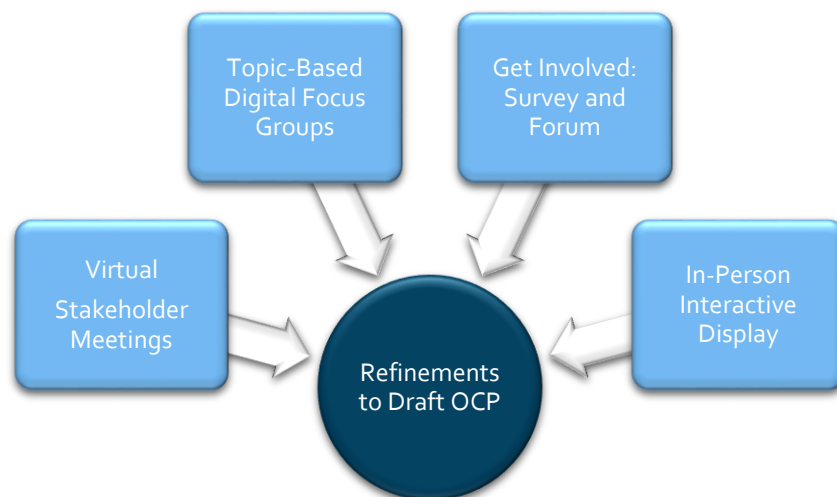 Topic-Based
Digital Focus
Groups
Get Involved:
Survey and
Forum
Virtual
Stakeholder
Meetings
In-Person
Interactive
Display
Refinements
to Draft OCP